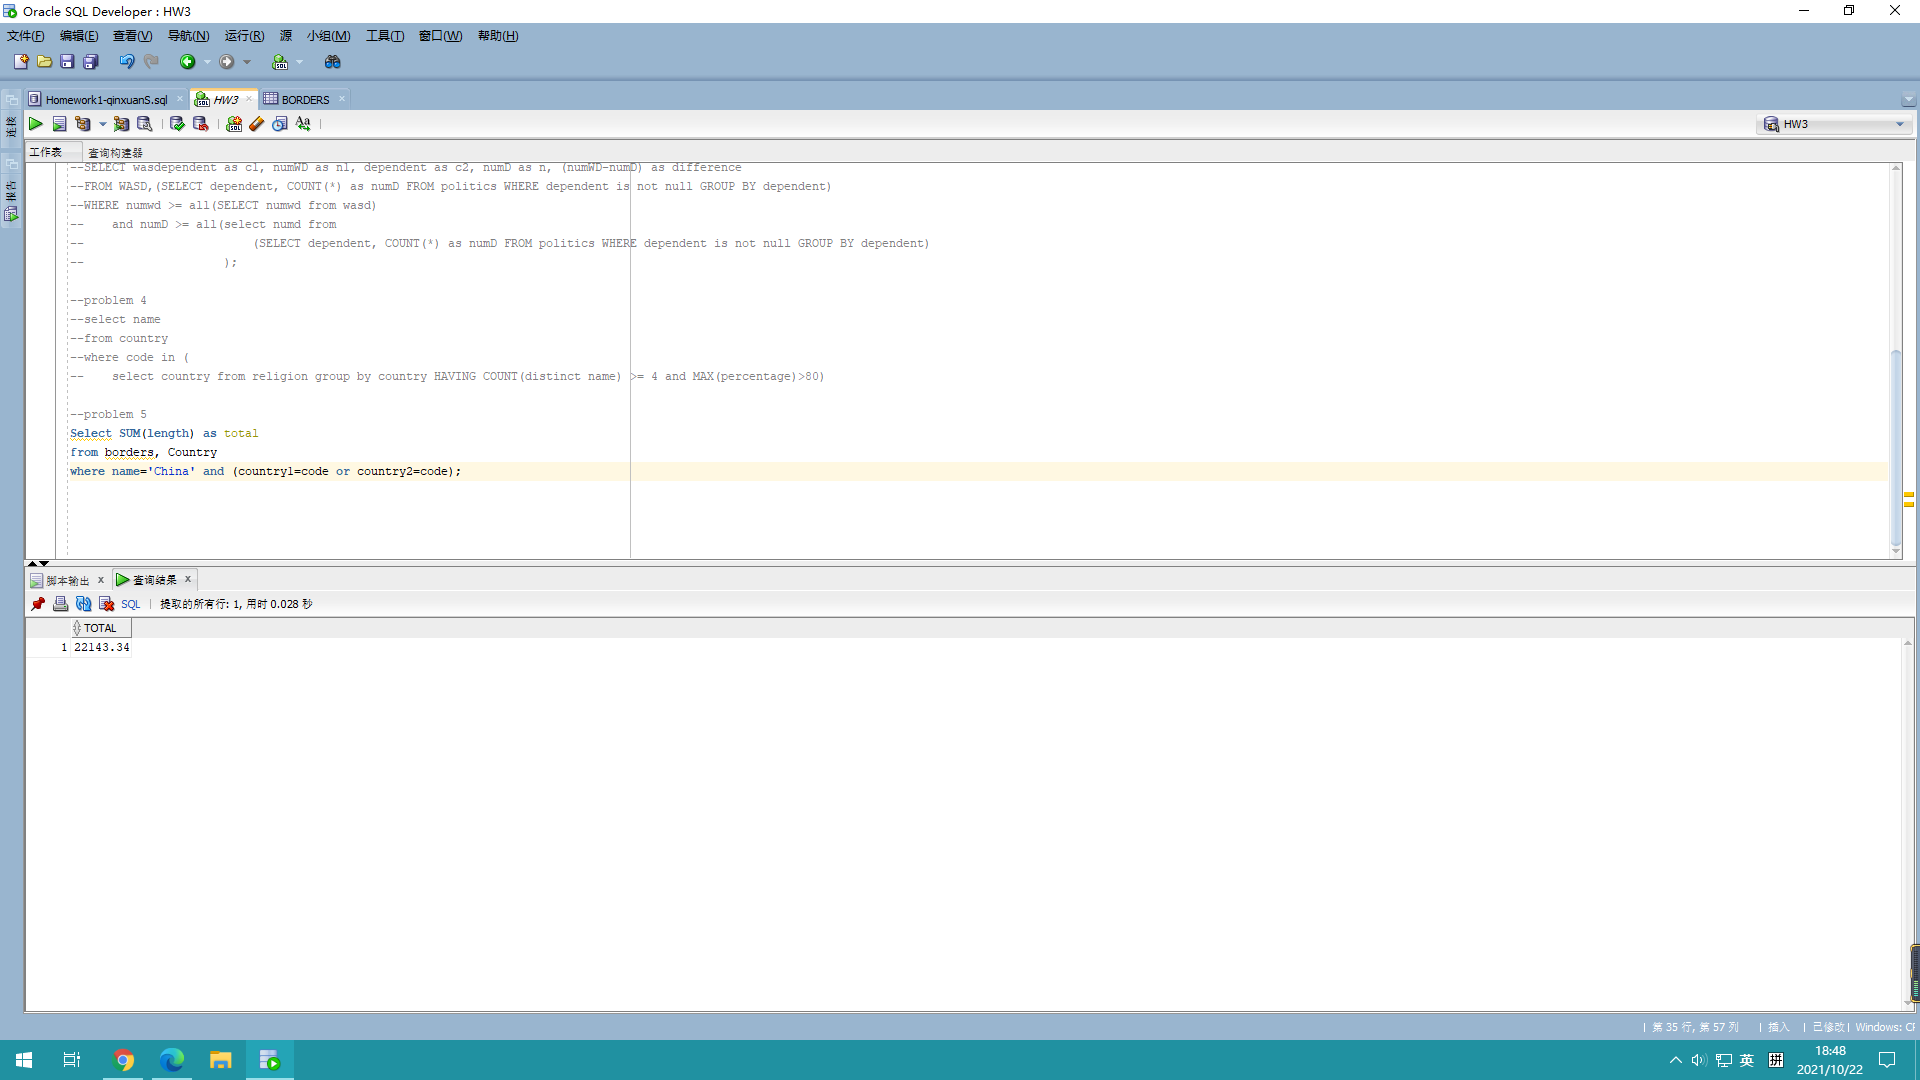 Oracle SQL Developer : HW3
文件(F) 编辑(E) 查看(V) 导航(N) 运行(R) 源 小组(M) 工具(T) 窗口(W) 帮助(H)
连接
报告
Homework1-qinxuanS.sql HW3 BORDERS
HW3
工作表 查询构建器
--SELECT wasdependent as c1, numWD as n1, dependent as c2, numD as n, (numWD-numD) as difference
--FROM WASD,(SELECT dependent, COUNT(*) as numD FROM politics WHERE dependent is not null GROUP BY dependent)
--WHERE numwd >= all(SELECT numwd from wasd)
-- and numD >= all(select numd from
-- (SELECT dependent, COUNT(*) as numD FROM politics WHERE dependent is not null GROUP BY dependent)
-- );
--problem 4
--select name
--from country
--where code in (
-- select country from religion group by country HAVING COUNT(distinct name) >= 4 and MAX(percentage)>80)
--problem 5
Select SUM(length) as total
from borders, Country
where name='China' and (country1=code or country2=code);
脚本输出 x 查询结果 x
SQL | 提取的所有行: 1, 用时 0.028 秒
TOTAL
1 22143.34
| 第 35 行, 第 57 列 | 插入 | 已修改 | Windows: CF
英 拼
18:48
2021/10/22